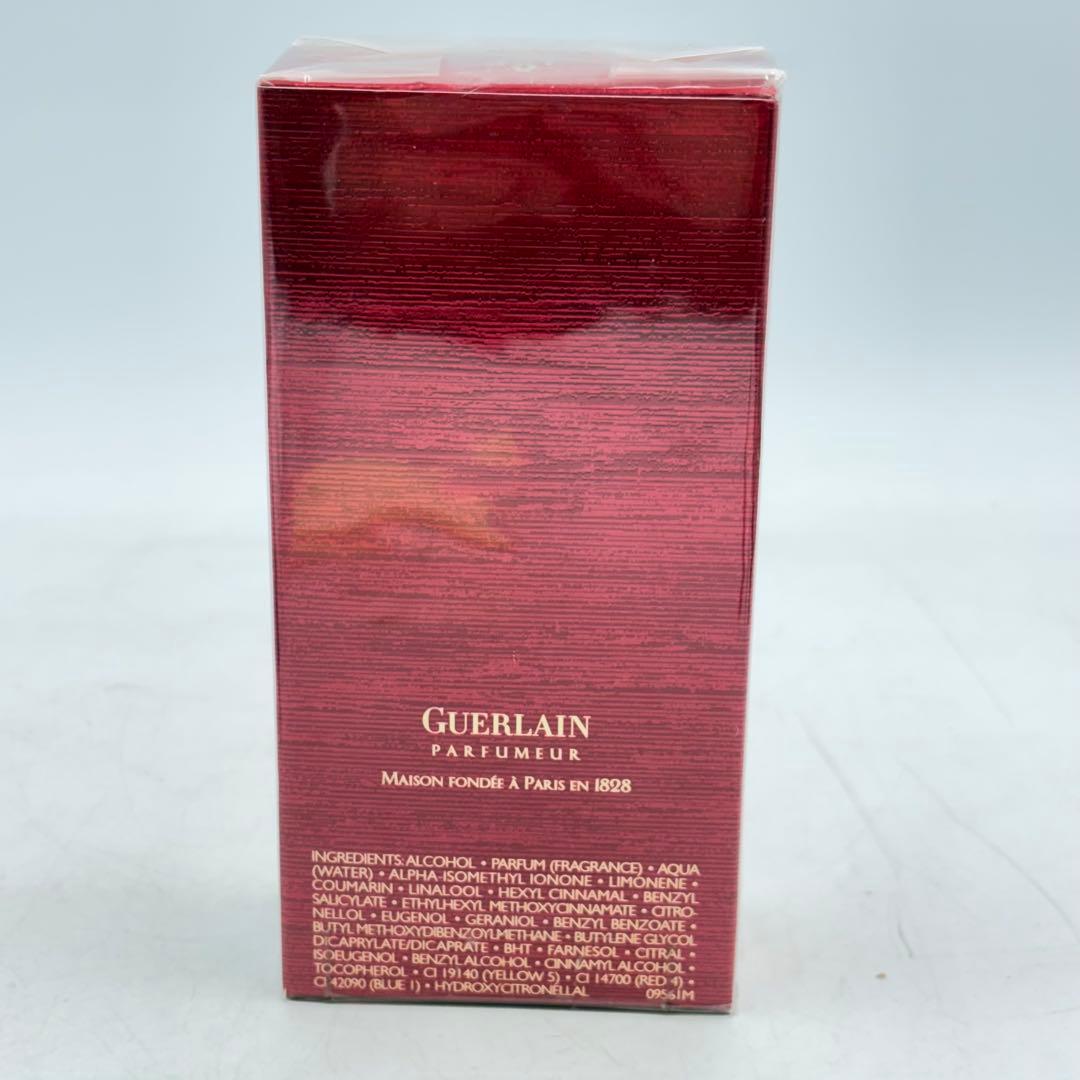 GUERLAIN
PARFUMEUR
MAISON FONDÉE À PARIS EN 1828
INGREDIENTS: ALCOHOL • PARFUM (FRAGRANCE) • AQUA
(WATER) • ALPHA-ISOMETHYL IONONE • LIMONENE •
COUMARIN • LINALOOL • HEXYL CINNAMAL • BENZYL
SALICYLATE • ETHYLHEXYL METHOXYCINNAMATE • CITRO-
NELLOL • EUGENOL • GERANIOL • BENZYL BENZOATE •
BUTYL METHOXYDIBENZOYLMETHANE • BUTYLENE GLYCOL
DICAPRYLATE/DICAPRATE • BHT • FARNESOL • CITRAL •
ISOEUGENOL • BENZYL ALCOHOL • CINNAMYL ALCOHOL •
TOCOPHEROL • CI 19140 (YELLOW 5) • CI 14700 (RED 4) •
CI 42090 (BLUE 1) • HYDROXYCITRONELLAL 09561M